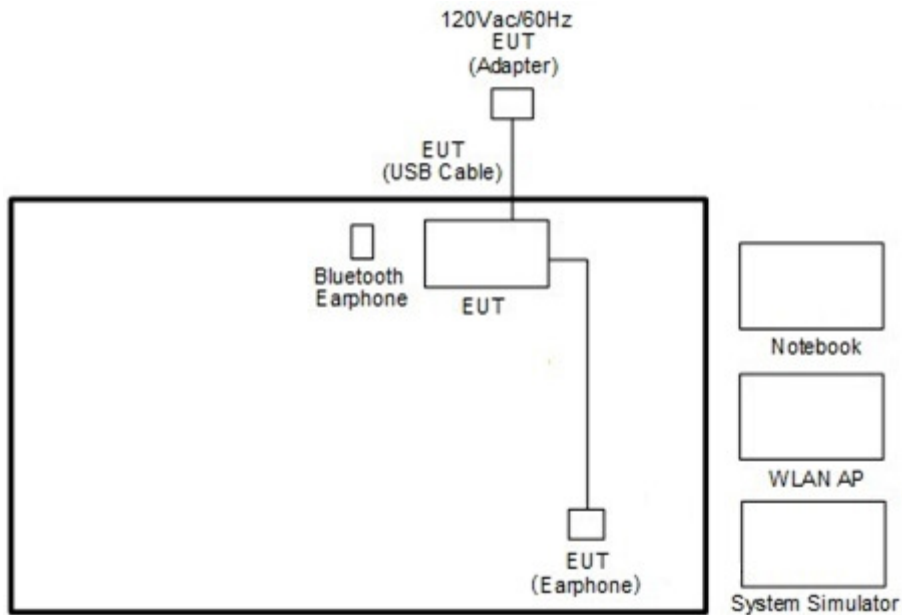 120Vac/60Hz
EUT
(Adapter)
EUT
(USB Cable)
Bluetooth
Earphone
EUT
Notebook
WLAN AP
EUT
(Earphone)
System Simulator